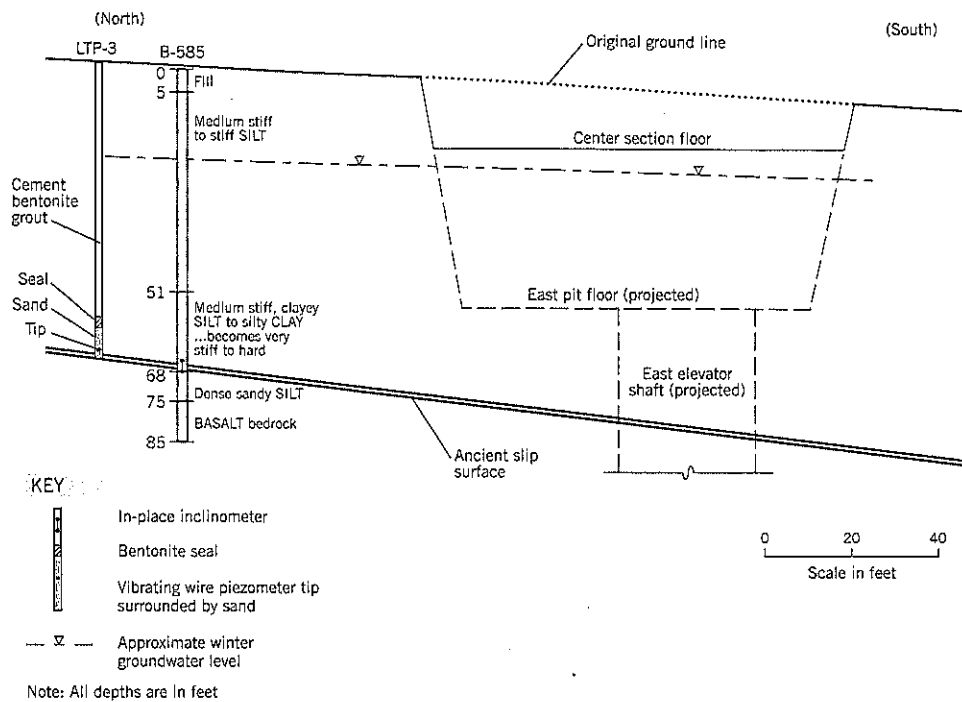 (North)
(South)
LTP-3
B-585
Original ground line
0
Fill
5
Medium stiff
to stiff SILT
Center section floor
Cement
bentonite
grout
51
East pit floor (projected)
Seal
Sand
Tip
Medium stiff, clayey
SILT to silty CLAY
...becomes very
stiff to hard
68
Dense sandy SILT
75
East elevator
shaft (projected)
BASALT bedrock
85
Ancient slip
surface
KEY
In-place inclinometer
Bentonite seal
Vibrating wire piezometer tip
surrounded by sand
Approximate winter
groundwater level
0 20 40
Scale in feet
Note: All depths are in feet